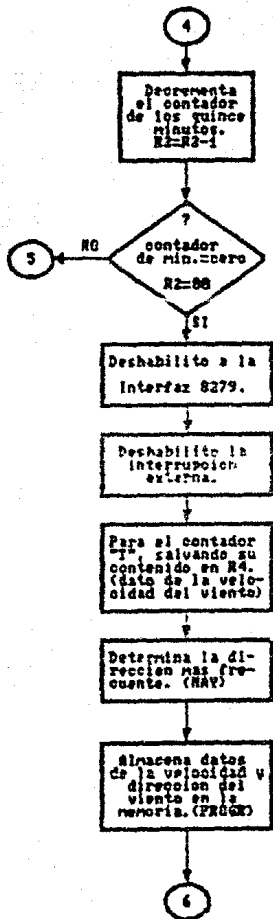 4
Decrementa
el contador
de los quince
minutos.
R2=R2-1
?
contador
de min.=cero
R2=00
NO
5
SI
Deshabilito a la
Interfaz 8279.
Deshabilito la
interrupcion
externa.
Para el contador
"T", salvando su
contenido en R4.
(dato de la velo-
cidad del viento)
Determina la di-
reccion mas fre-
cuente. (MAY)
Almacena datos
de la velocidad y
direccion del
viento en la
memoria.(PROGR)
6